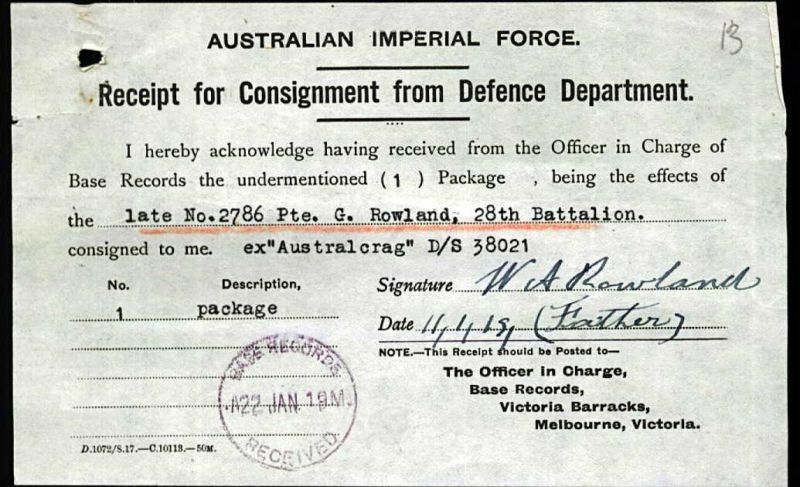 13
AUSTRALIAN IMPERIAL FORCE.
Receipt for Consignment from Defence Department.
I hereby acknowledge having received from the Officer in Charge of
Base Records the undermentioned (1) Package , being the effects of
the late No.2786 Pte. G. Rowland, 28th Battalion.
consigned to me. ex"Australcrag" D/S 38021
No. Description,
1 package
Signature W A Rowland
Date 11/1/19, (Father)
NOTE.—This Receipt should be Posted to—
The Officer in Charge,
Base Records,
Victoria Barracks,
Melbourne, Victoria.
BASE RECORDS
22 JAN 19
RECEIVED
D.1072/8.17.—C.10113.—50M.